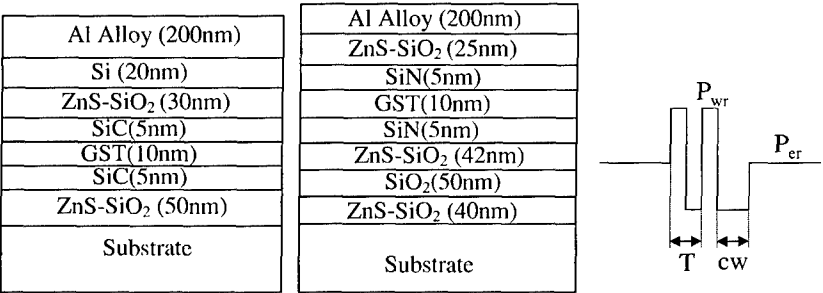 Al Alloy (200nm)
Si (20nm)
ZnS-SiO₂ (30nm)
SiC(5nm)
GST(10nm)
SiC(5nm)
ZnS-SiO₂ (50nm)
Substrate
Al Alloy (200nm)
ZnS-SiO₂ (25nm)
SiN(5nm)
GST(10nm)
SiN(5nm)
ZnS-SiO₂ (42nm)
SiO₂(50nm)
ZnS-SiO₂ (40nm)
Substrate
Pwr
Per
T
cw